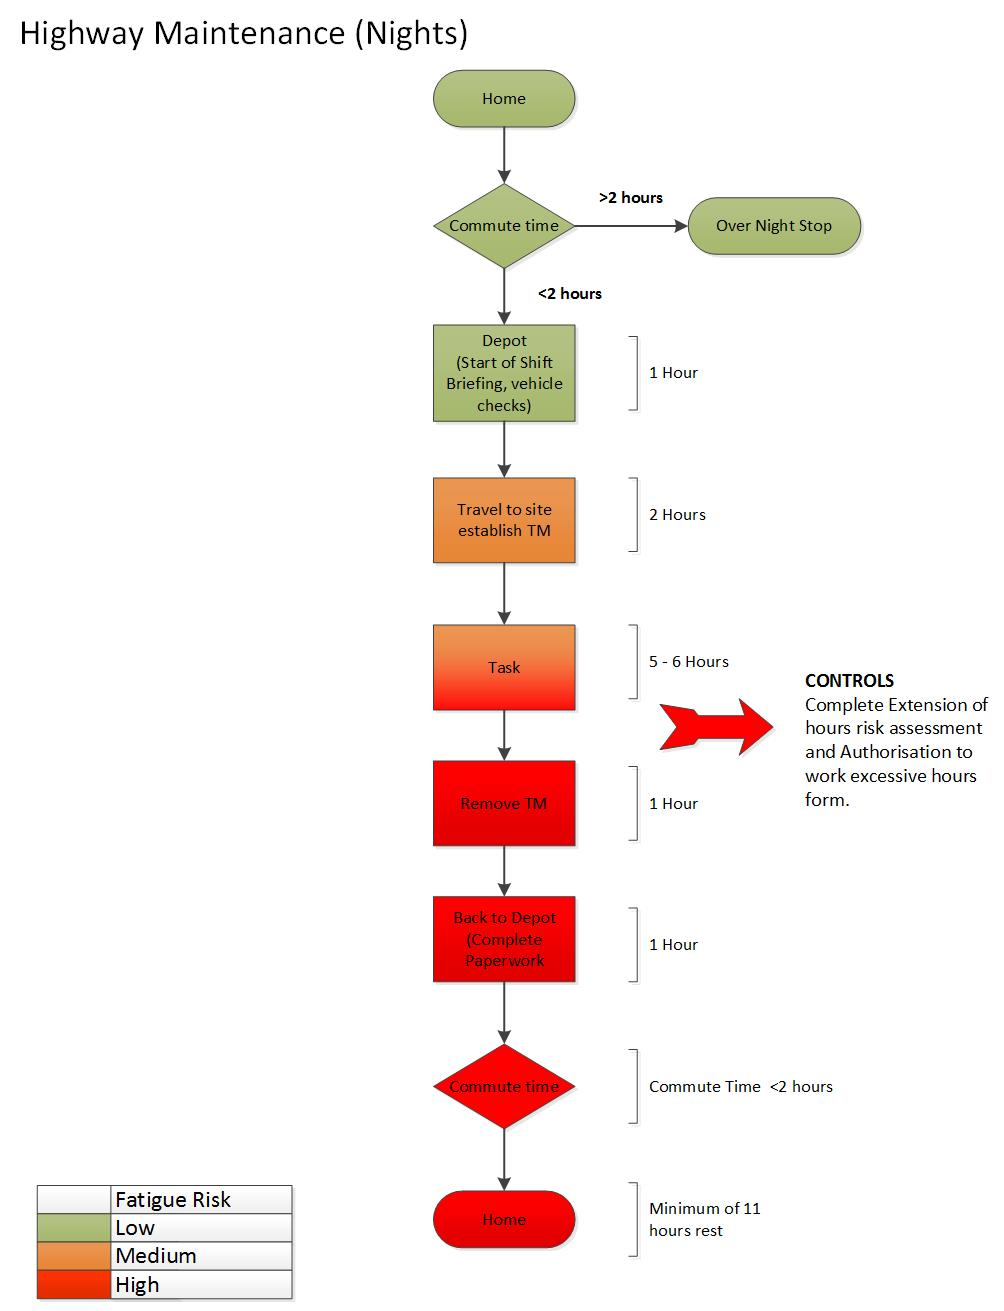 Highway Maintenance (Nights)
Home
Commute time
>2 hours
Over Night Stop
<2 hours
Depot
(Start of Shift
Briefing, vehicle
checks)
1 Hour
Travel to site
establish TM
2 Hours
Task
5 - 6 Hours
CONTROLS
Complete Extension of
hours risk assessment
and Authorisation to
work excessive hours
form.
Remove TM
1 Hour
Back to Depot
(Complete
Paperwork
1 Hour
Commute time
Commute Time  <2 hours
Home
Minimum of 11
hours rest
Fatigue Risk
Low
Medium
High